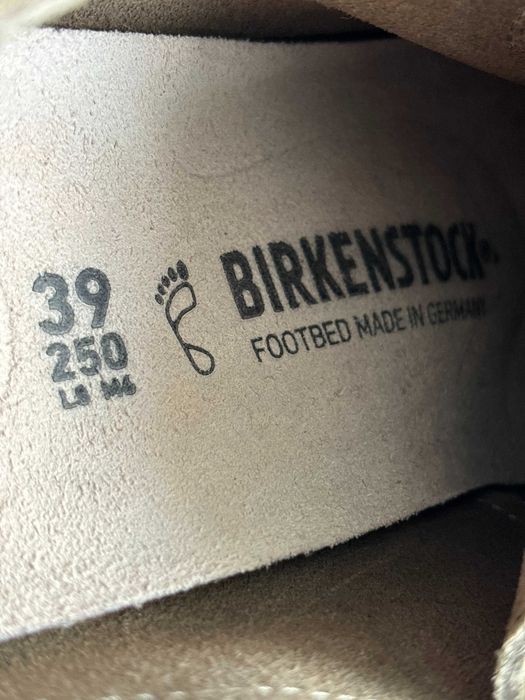 39
250
L8 M6
BIRKENSTOCK®
FOOTBED MADE IN GERMANY